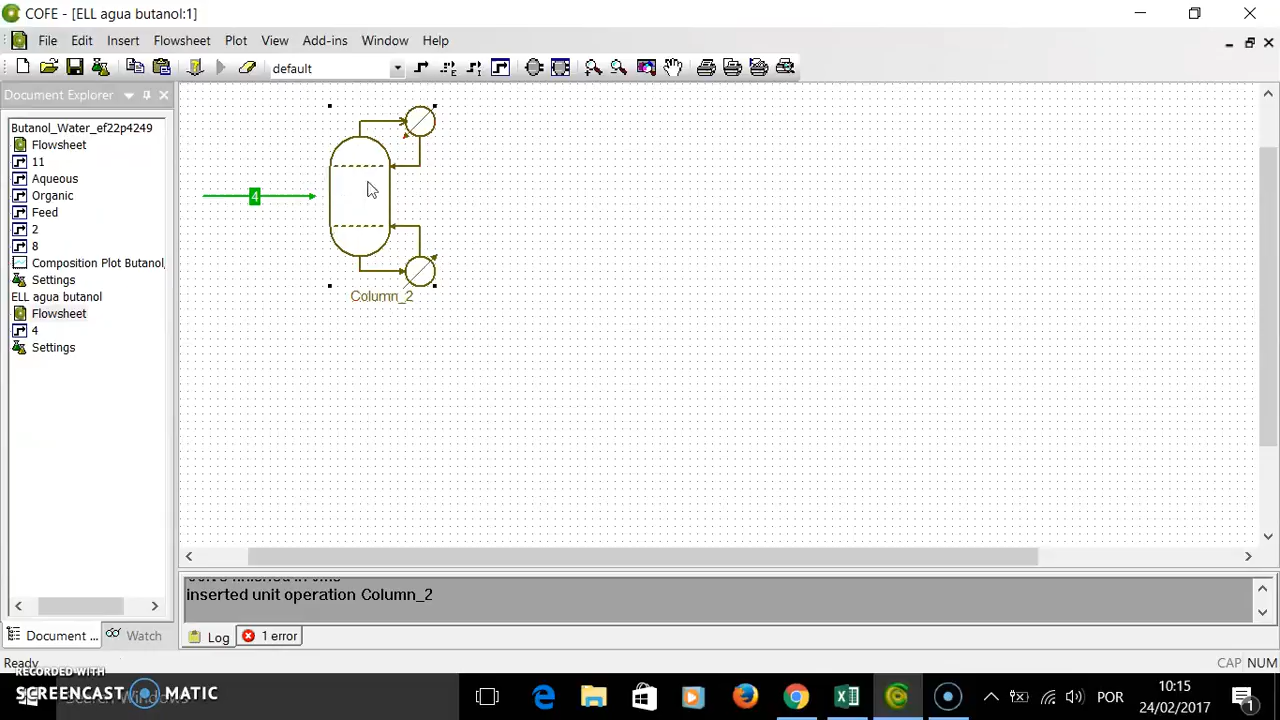 COFE - [ELL agua butanol:1]
File Edit Insert Flowsheet Plot View Add-ins Window Help
default
Document Explorer
Butanol_Water_ef22p4249
Flowsheet
11
Aqueous
Organic
Feed
2
8
Composition Plot Butanol,
Settings
ELL agua butanol
Flowsheet
4
Settings
4
Column_2
inserted unit operation Column_2
Document ... Watch
Log 1 error
Ready
CAP NUM
RECORDED WITH
SCREENCAST MATIC
POR
10:15
24/02/2017
1